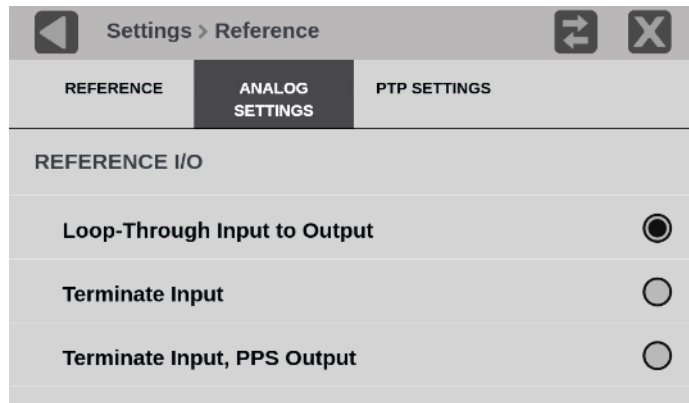 Settings > Reference
REFERENCE
ANALOG
SETTINGS
PTP SETTINGS
REFERENCE I/O
Loop-Through Input to Output
Terminate Input
Terminate Input, PPS Output